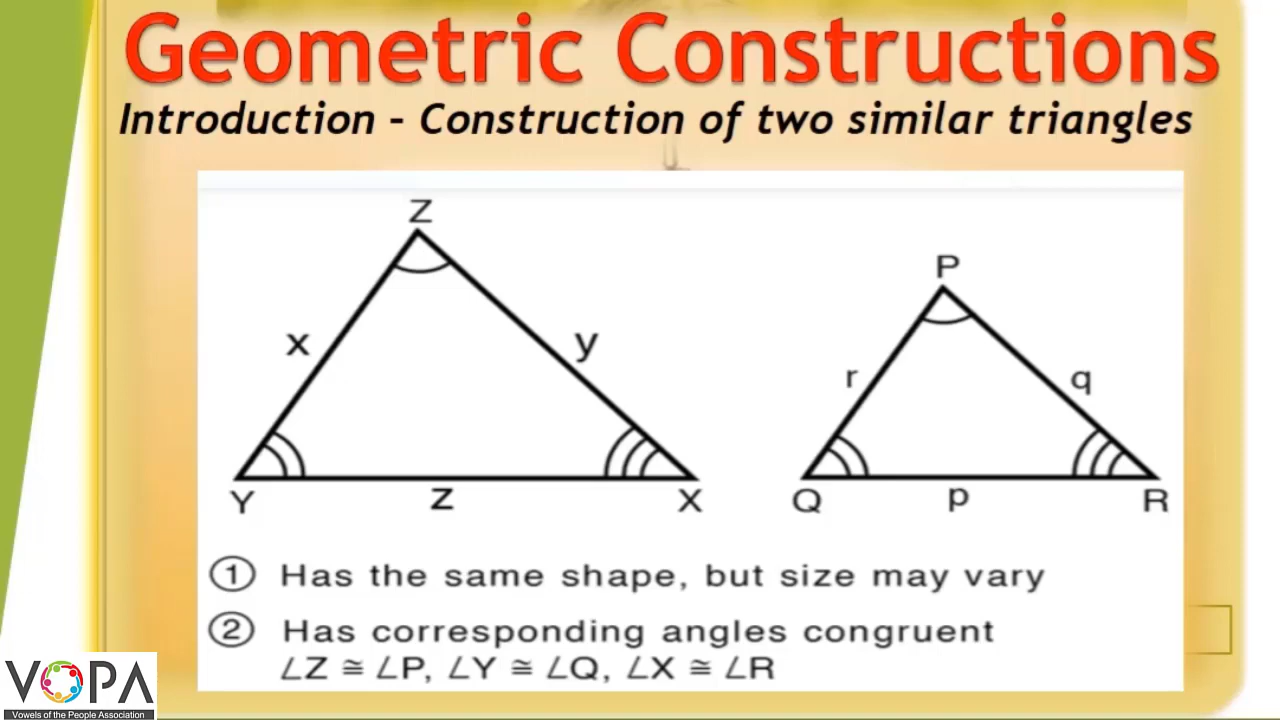 Geometric Constructions
Introduction - Construction of two similar triangles
Z
P
x
y
r
q
Y
z
X
Q
p
R
① Has the same shape, but size may vary
② Has corresponding angles congruent
∠Z ≅ ∠P, ∠Y ≅ ∠Q, ∠X ≅ ∠R
VOPA
Vowels of the People Association